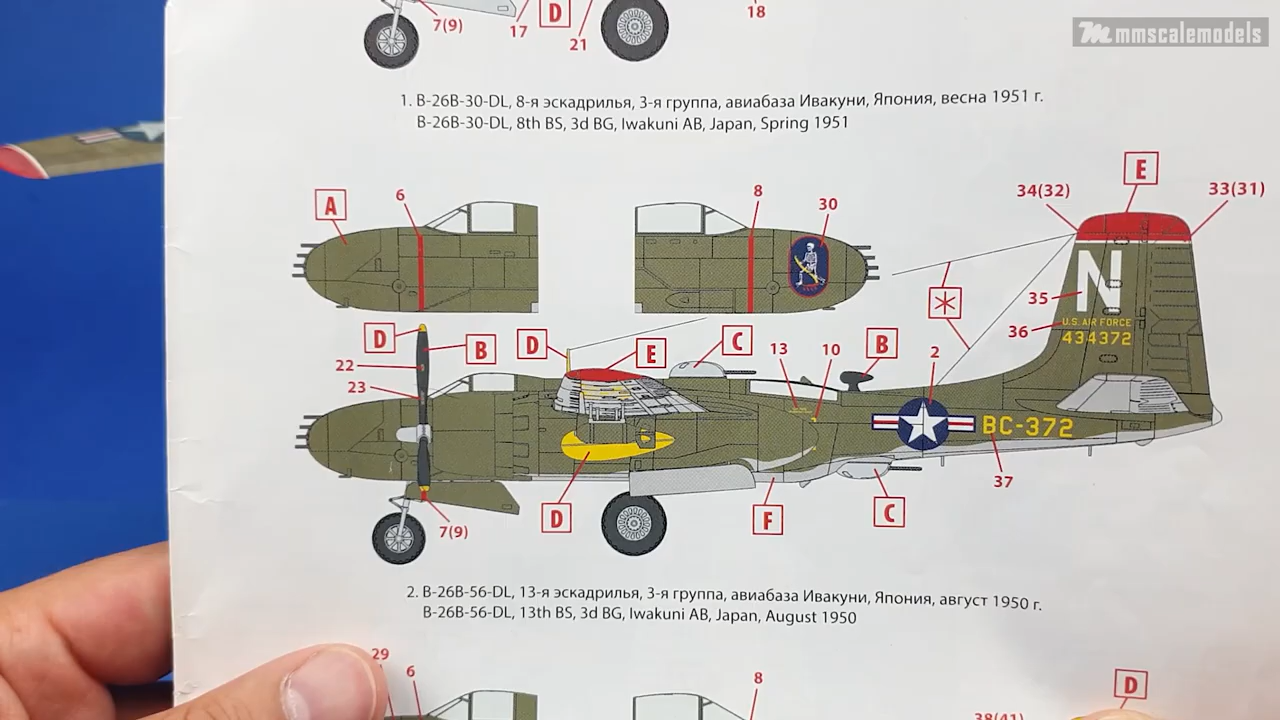 mmscalemodels
7(9)
17
D
21
18
1. B-26B-30-DL, 8-я эскадрилья, 3-я группа, авиабаза Ивакуни, Япония, весна 1951 г.
B-26B-30-DL, 8th BS, 3d BG, Iwakuni AB, Japan, Spring 1951
A
6
8
30
34(32)
E
33(31)
N
35
36
U.S. AIR FORCE
434372
D
B
D
E
C
13
10
B
2
22
23
BC-372
37
7(9)
D
F
C
2. B-26B-56-DL, 13-я эскадрилья, 3-я группа, авиабаза Ивакуни, Япония, август 1950 г.
B-26B-56-DL, 13th BS, 3d BG, Iwakuni AB, Japan, August 1950
29
6
8
38(41)
D